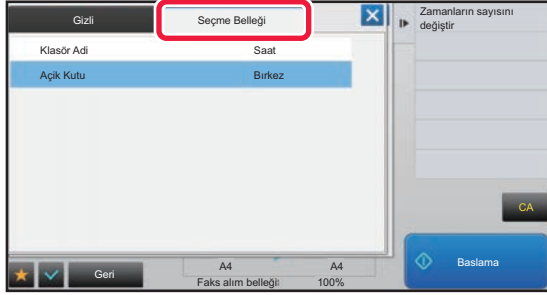 Gizli
Seçme Belleği
Zamanların sayısını
değiştir
Klasör Adi
Saat
Açik Kutu
Bırkez
CA
Baslama
Geri
A4
A4
Faks alım belleği:
100%